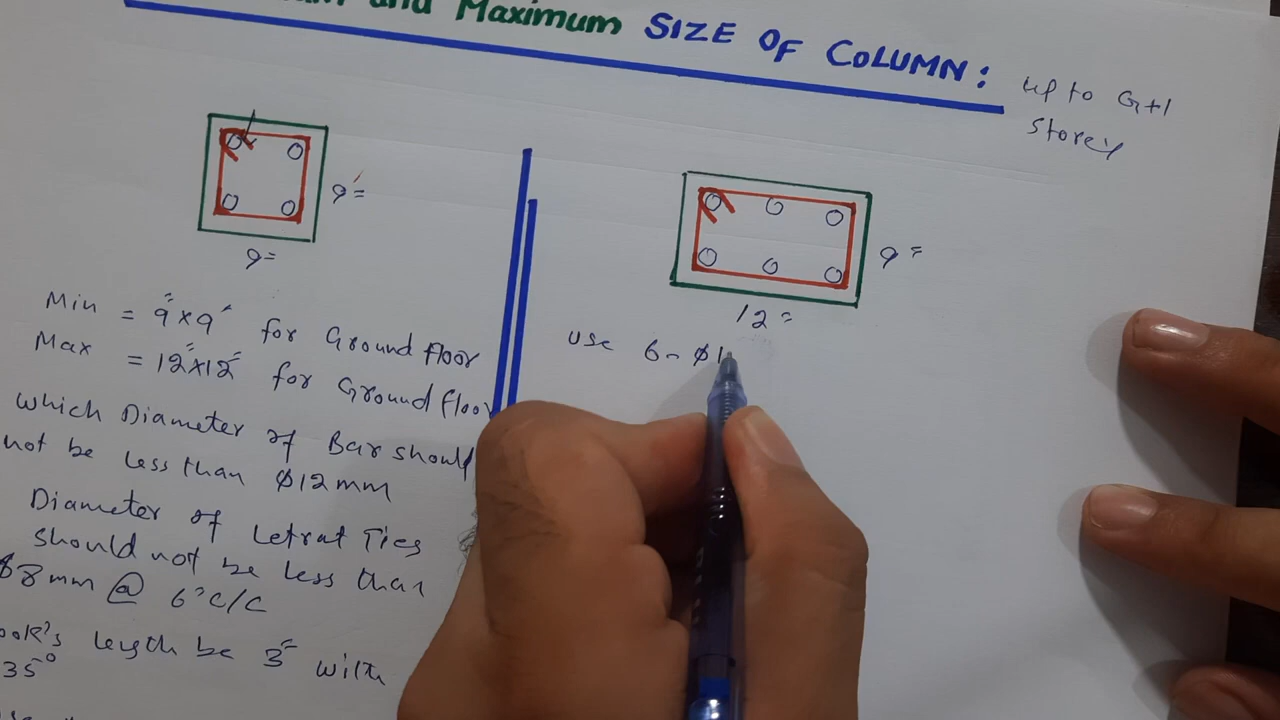 and Maximum SIZE OF COLUMN:
up to G+1
Storey
9"
9"
Min = 9"x9" for Ground Floor
Max = 12"x12" for Ground floor
which Diameter of Bar should
not be less than ø12mm
Diameter of Letral Ties
should not be less than
ø8mm @ 6"c/c
length be 3" with
35°
9"
12"
use 6-ø1